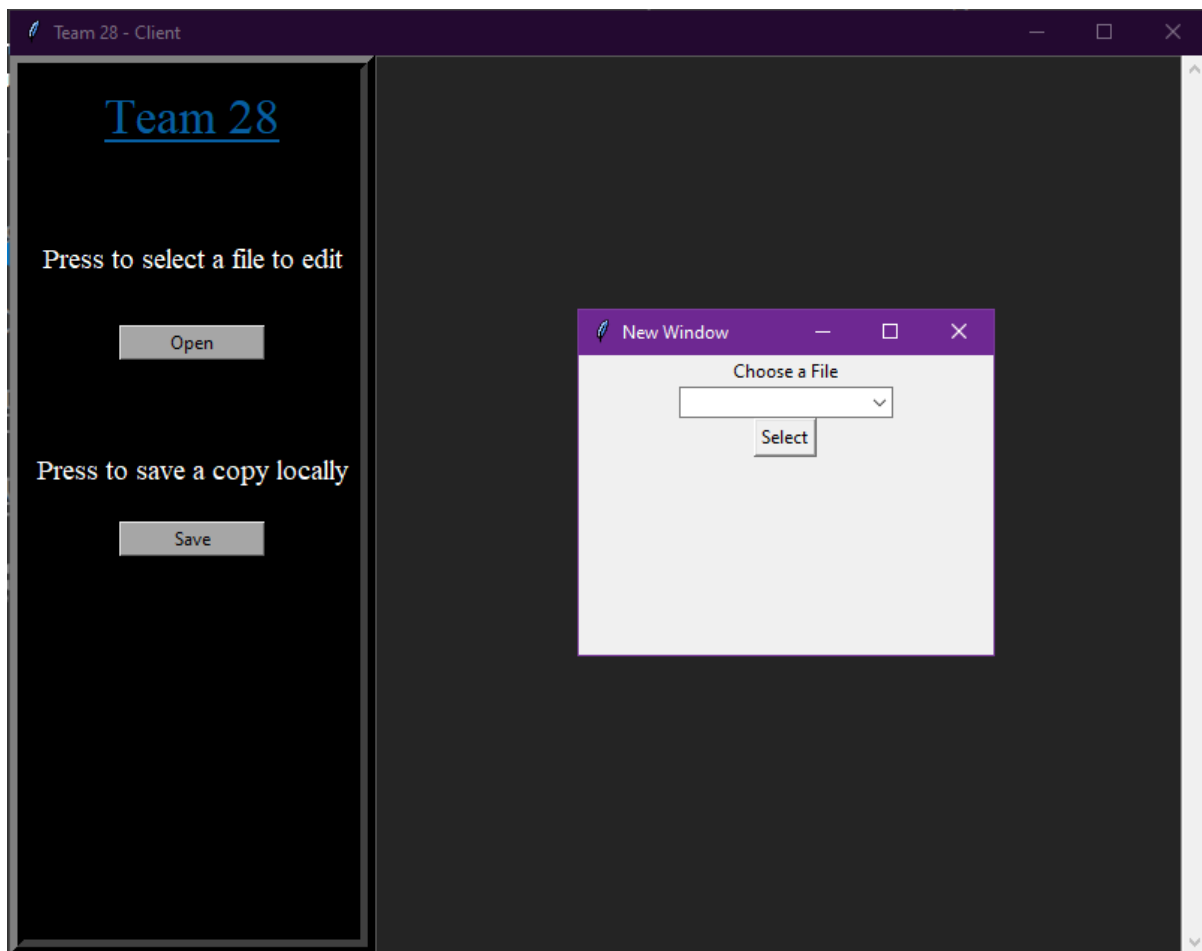 Team 28 - Client
Team 28
Press to select a file to edit
Open
Press to save a copy locally
Save
New Window
Choose a File
Select